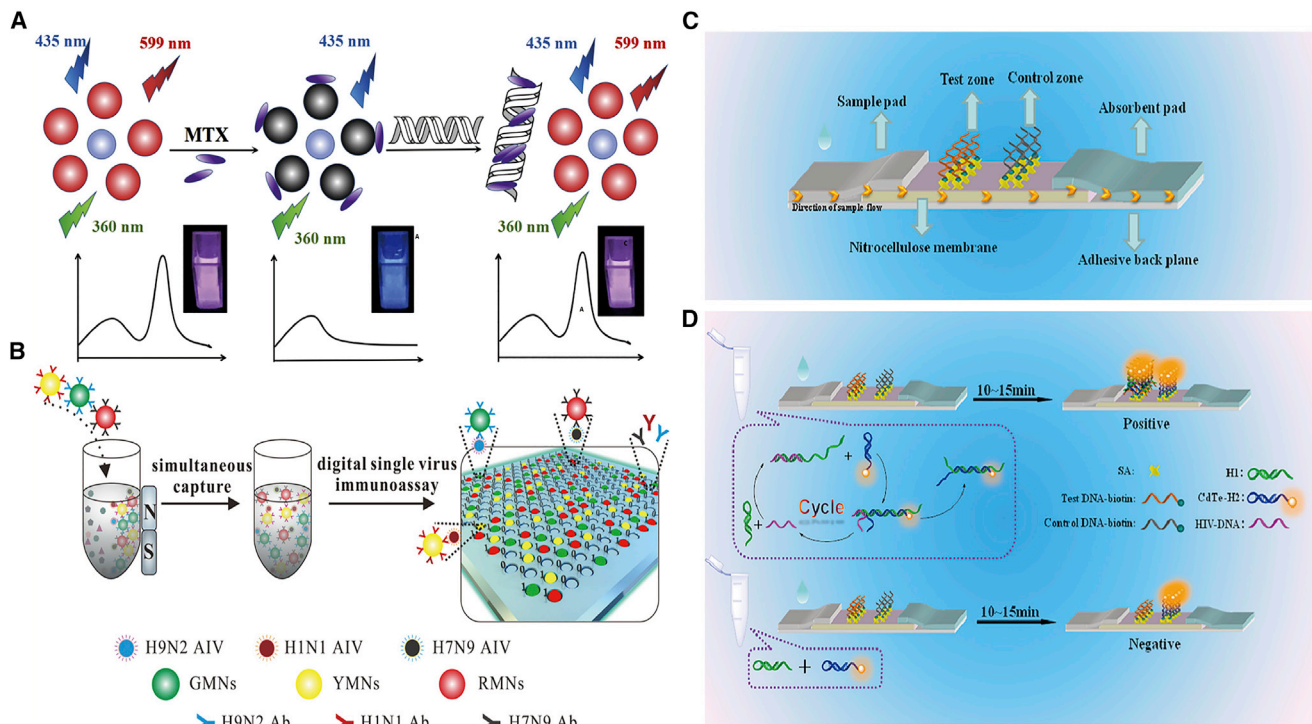 A
435 nm
599 nm
MTX
360 nm
435 nm
360 nm
A
435 nm
599 nm
360 nm
C
A
B
simultaneous
capture
N
S
digital single virus
immunoassay
H9N2 AIV
H1N1 AIV
H7N9 AIV
GMNs
YMNs
RMNs
H9N2 Ab
H1N1 Ab
H7N9 Ab
C
Sample pad
Test zone
Control zone
Absorbent pad
Direction of sample flow
Nitrocellulose membrane
Adhesive back plane
D
10~15min
Positive
+
Cycle
+
SA:
Test DNA-biotin:
Control DNA-biotin:
H1:
CdTe-H2:
HIV-DNA:
10~15min
Negative
+